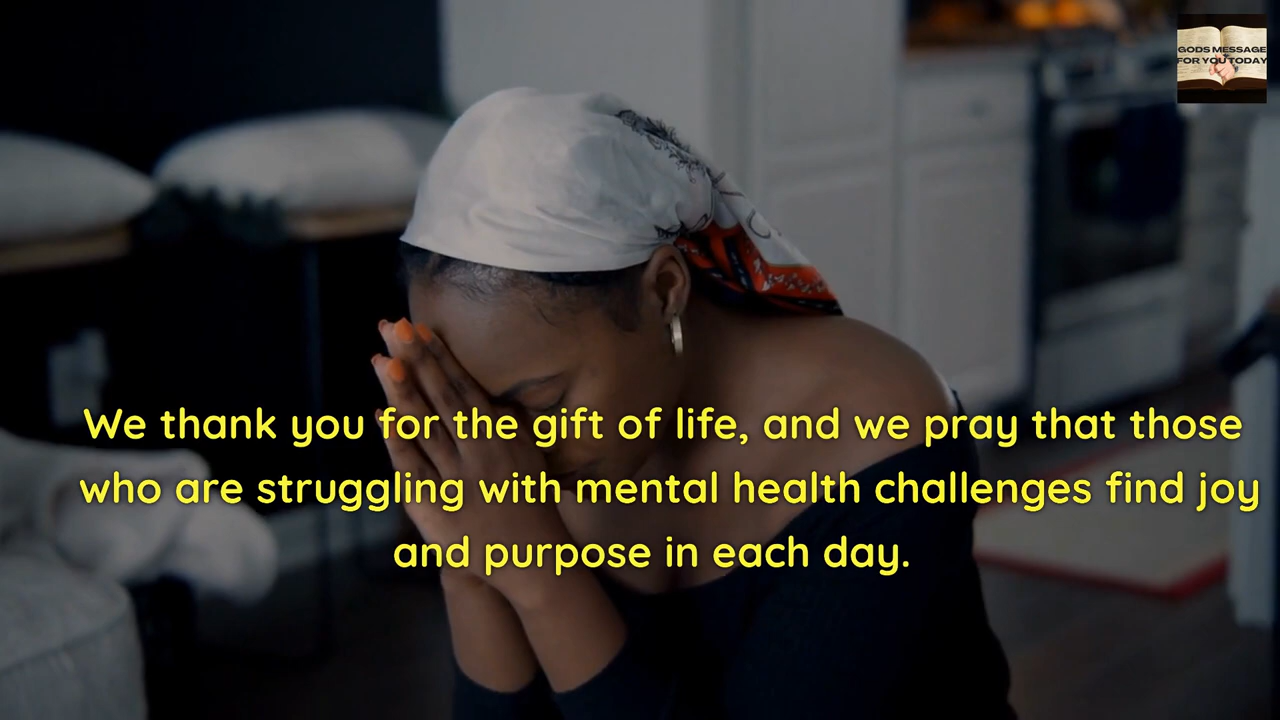 GODS MESSAGE
FOR YOU TODAY
We thank you for the gift of life, and we pray that those
who are struggling with mental health challenges find joy
and purpose in each day.